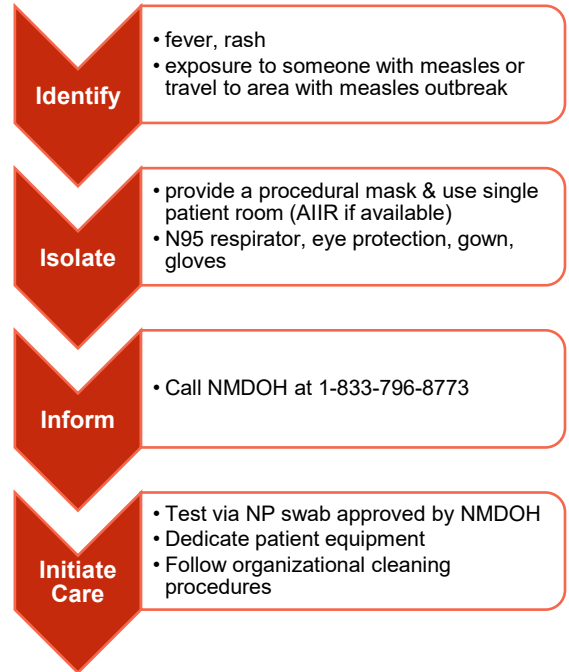 Identify
• fever, rash
• exposure to someone with measles or
travel to area with measles outbreak
Isolate
• provide a procedural mask & use single
patient room (AIIR if available)
• N95 respirator, eye protection, gown,
gloves
Inform
• Call NMDOH at 1-833-796-8773
Initiate
Care
• Test via NP swab approved by NMDOH
• Dedicate patient equipment
• Follow organizational cleaning
procedures